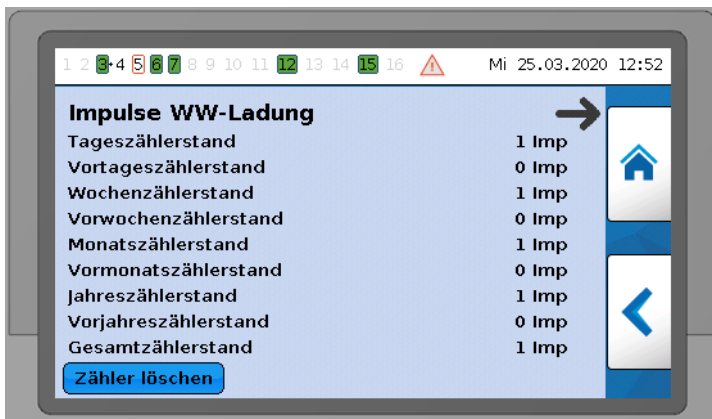 1 2 3 4 5 6 7 8 9 10 11 12 13 14 15 16 Mi 25.03.2020 12:52
Impulse WW-Ladung
Tageszählerstand 1 Imp
Vortageszählerstand 0 Imp
Wochenzählerstand 1 Imp
Vorwochenzählerstand 0 Imp
Monatszählerstand 1 Imp
Vormonatszählerstand 0 Imp
Jahreszählerstand 1 Imp
Vorjahreszählerstand 0 Imp
Gesamtzählerstand 1 Imp
Zähler löschen